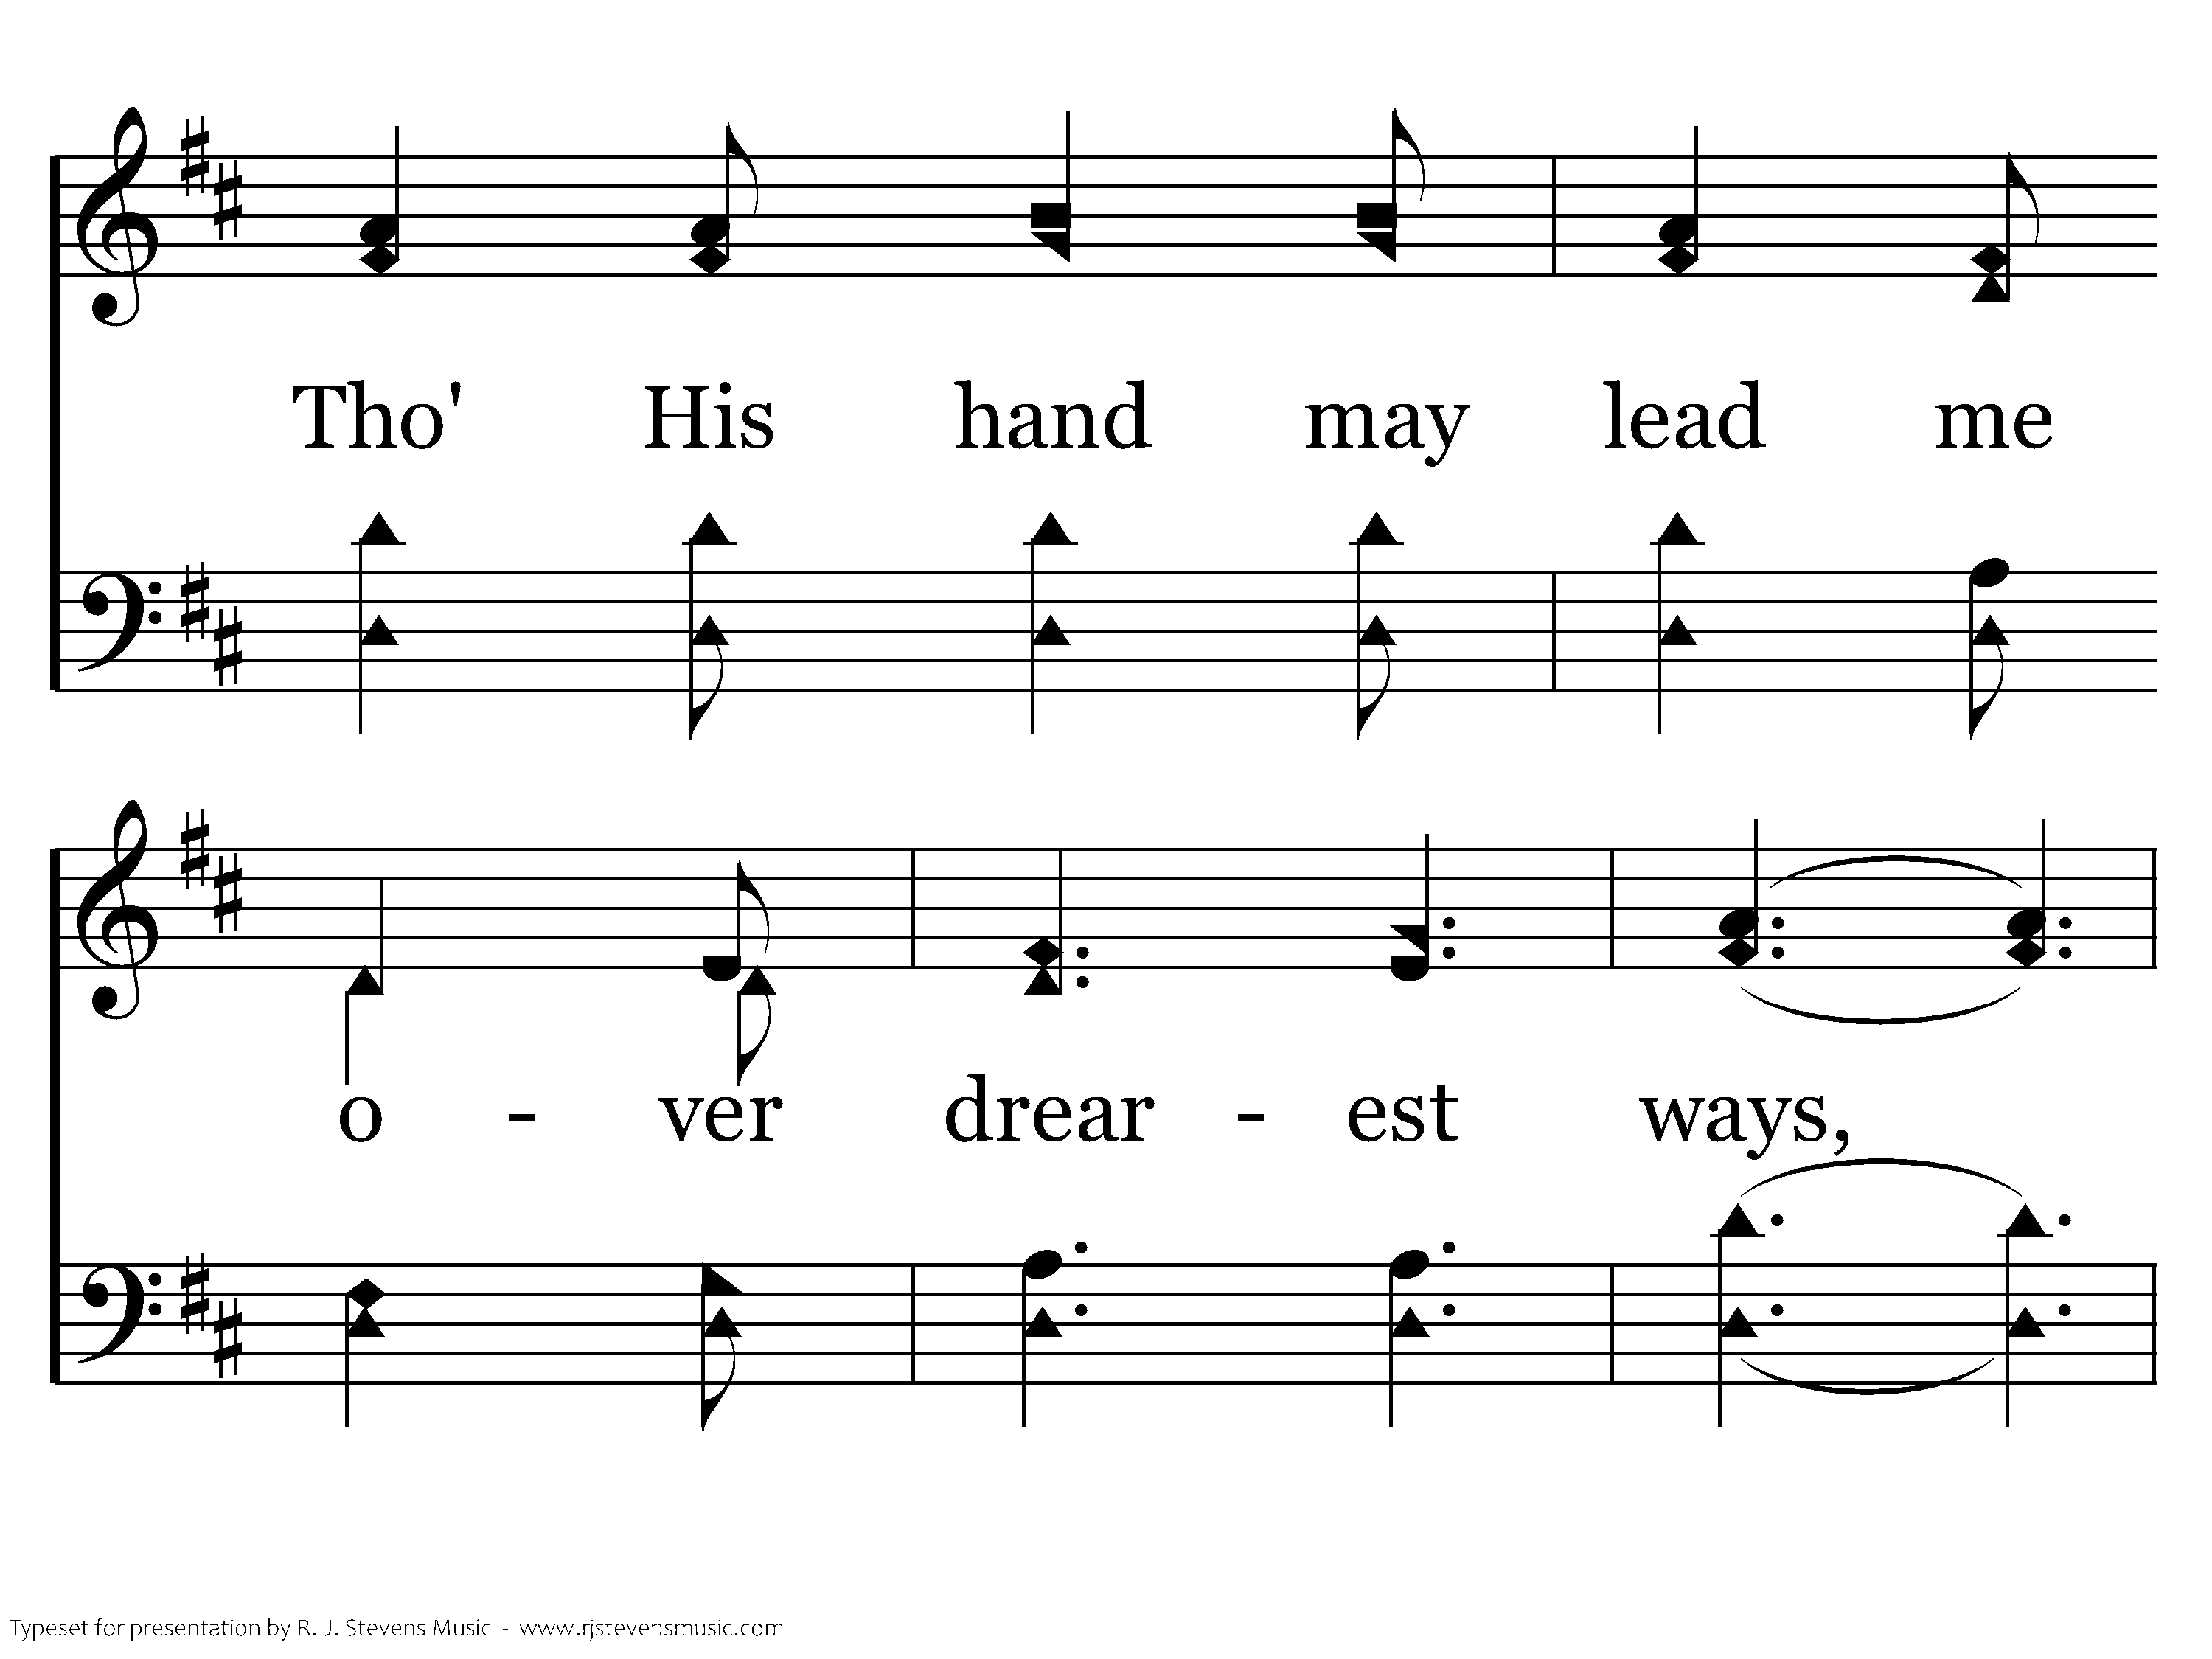 Tho' His hand may lead me
o - ver drear - est ways,
Typeset for presentation by R. J. Stevens Music - www.rjstevensmusic.com